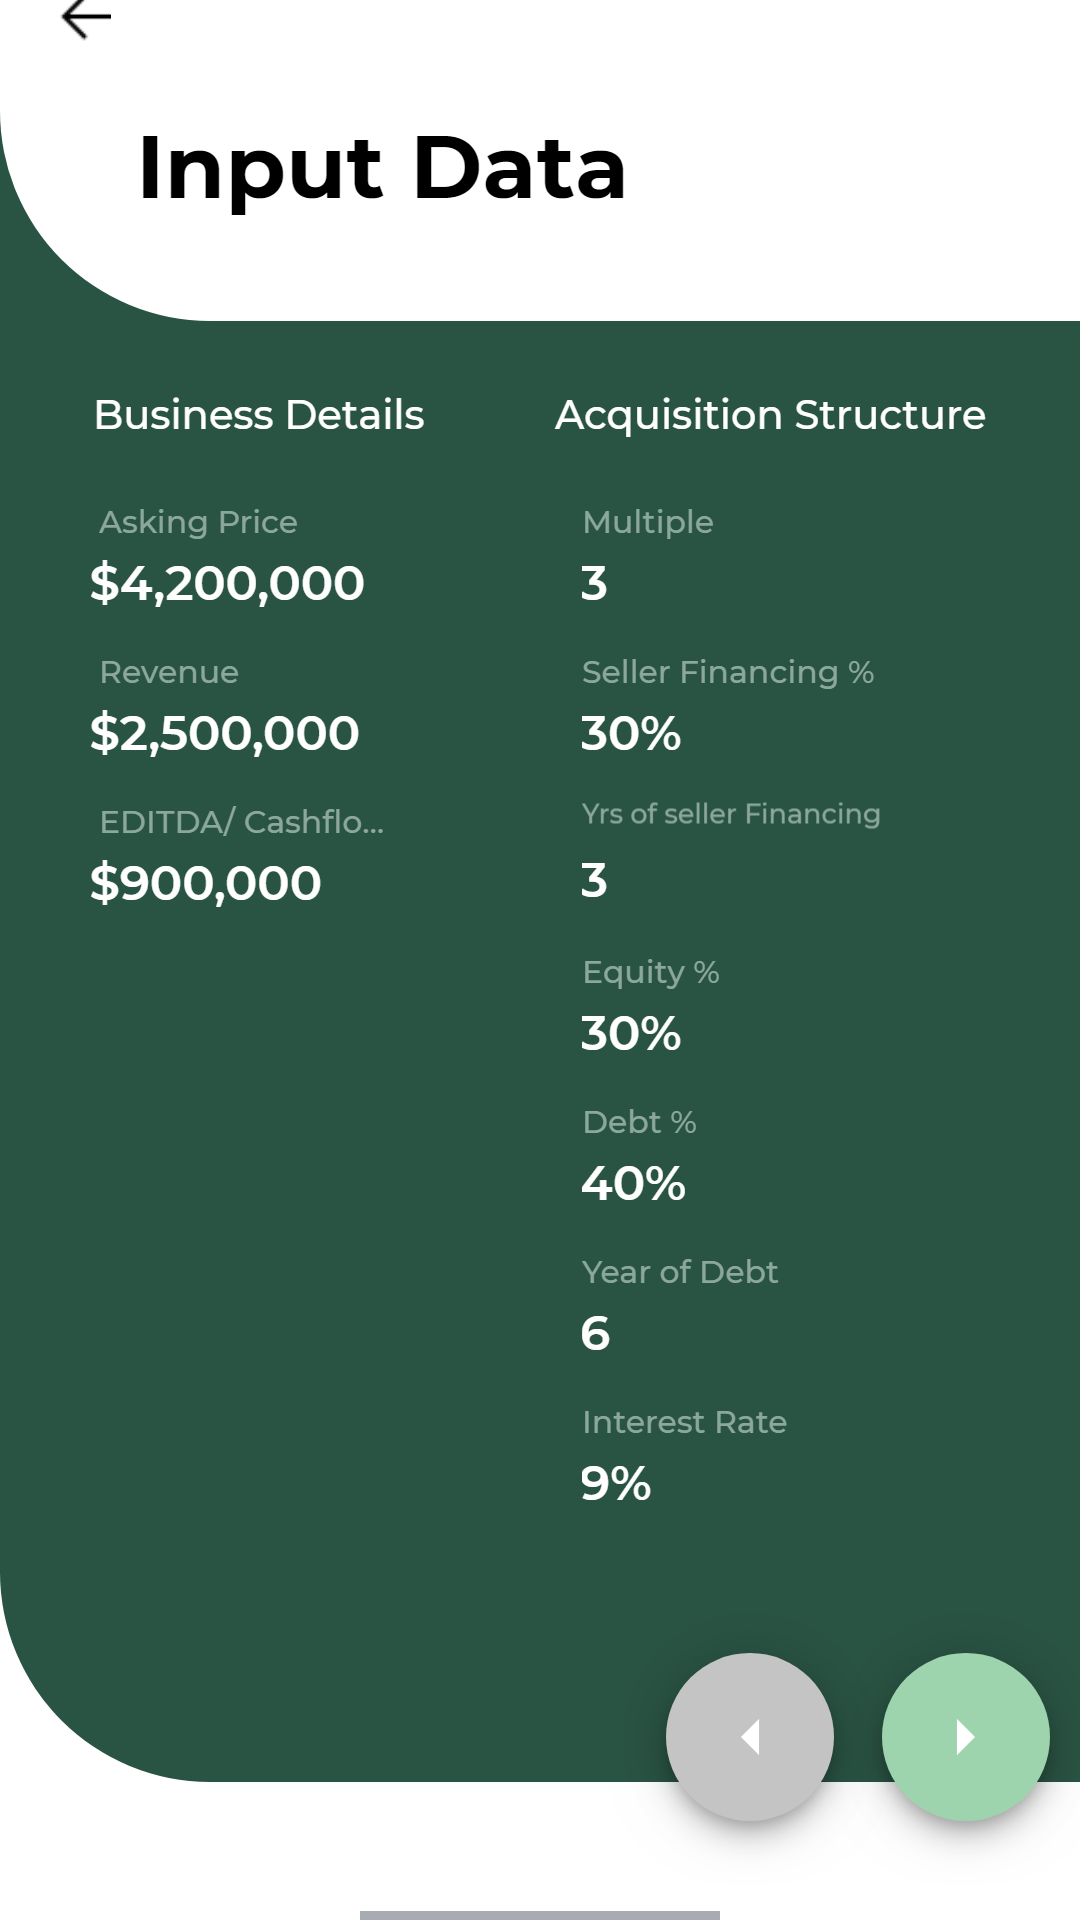 Input Data
Business Details
Asking Price
$4,200,000
Revenue
$2,500,000
EDITDA/ Cashflo...
$900,000
Acquisition Structure
Multiple
3
Seller Financing %
30%
Yrs of seller Financing
3
Equity %
30%
Debt %
40%
Year of Debt
6
Interest Rate
9%